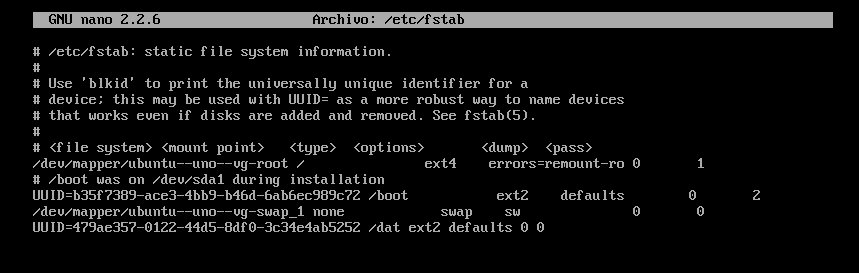 GNU nano 2.2.6 Archivo: /etc/fstab
# /etc/fstab: static file system information.
#
# Use 'blkid' to print the universally unique identifier for a
# device; this may be used with UUID= as a more robust way to name devices
# that works even if disks are added and removed. See fstab(5).
#
# <file system> <mount point>   <type>  <options>       <dump>  <pass>
/dev/mapper/ubuntu--uno--vg-root /               ext4    errors=remount-ro 0       1
# /boot was on /dev/sda1 during installation
UUID=b35f7389-ace3-4bb9-b46d-6ab6ec989c72 /boot           ext2    defaults        0       2
/dev/mapper/ubuntu--uno--vg-swap_1 none            swap    sw              0       0
UUID=479ae357-0122-44d5-8df0-3c34e4ab5252 /dat ext2 defaults 0 0